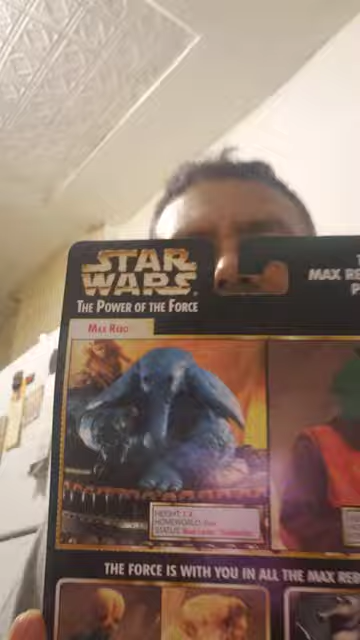 STAR
WARS
THE POWER OF THE FORCE
MAX RE
MAX REBO
HEIGHT: 1.4
HOMEWORLD:
STATUS:
THE FORCE IS WITH YOU IN ALL THE MAX REB